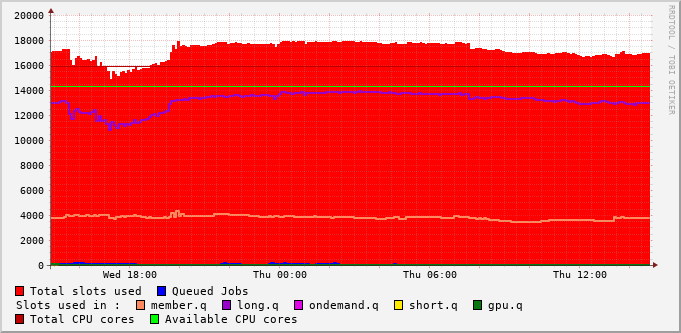 RRDTOOL / TOBI OETIKER
20000
18000
16000
14000
12000
10000
8000
6000
4000
2000
0
Wed 18:00 Thu 00:00 Thu 06:00 Thu 12:00
Total slots used Queued Jobs
Slots used in : member.q long.q ondemand.q short.q gpu.q
Total CPU cores Available CPU cores